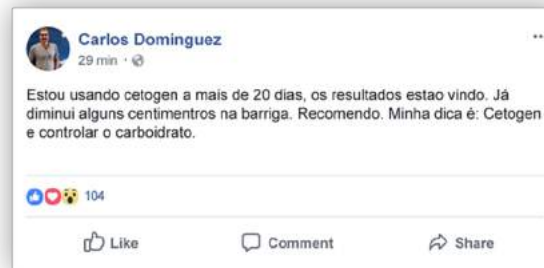 Carlos Dominguez
29 min
Estou usando cetogen a mais de 20 dias, os resultados estao vindo. Já
diminui alguns centimentros na barriga. Recomendo. Minha dica é: Cetogen
e controlar o carboidrato.
104
Like Comment Share